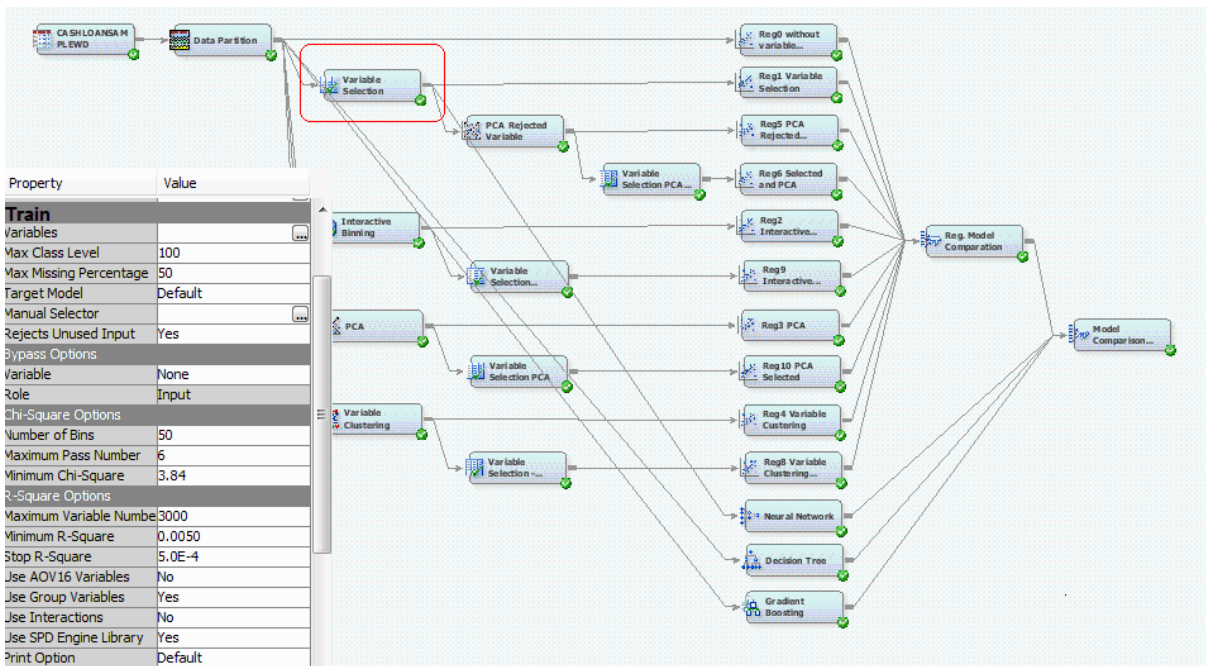 CASHLOANSAM
PLEWD
Data Partition
Variable
Selection
PCA Rejected
Variable
Variable
Selection PCA...
Interactive
Binning
Variable
Selection...
PCA
Variable
Selection PCA
Variable
Clustering
Variable
Selection -...
Reg0 without
variable...
Reg1 Variable
Selection
Reg5 PCA
Rejected...
Reg6 Selected
and PCA
Reg2
Interactive...
Reg9
Interactive...
Reg3 PCA
Reg10 PCA
Selected
Reg4 Variable
Custering
Reg8 Variable
Clustering...
Neural Network
Decision Tree
Gradient
Boosting
Reg. Model
Comparation
Model
Comparison...
Property Value
Train
Variables ...
Max Class Level 100
Max Missing Percentage 50
Target Model Default
Manual Selector ...
Rejects Unused Input Yes
Bypass Options
Variable None
Role Input
Chi-Square Options
Number of Bins 50
Maximum Pass Number 6
Minimum Chi-Square 3.84
R-Square Options
Maximum Variable Numbe 3000
Minimum R-Square 0.0050
Stop R-Square 5.0E-4
Use AOV16 Variables No
Use Group Variables Yes
Use Interactions No
Use SPD Engine Library Yes
Print Option Default